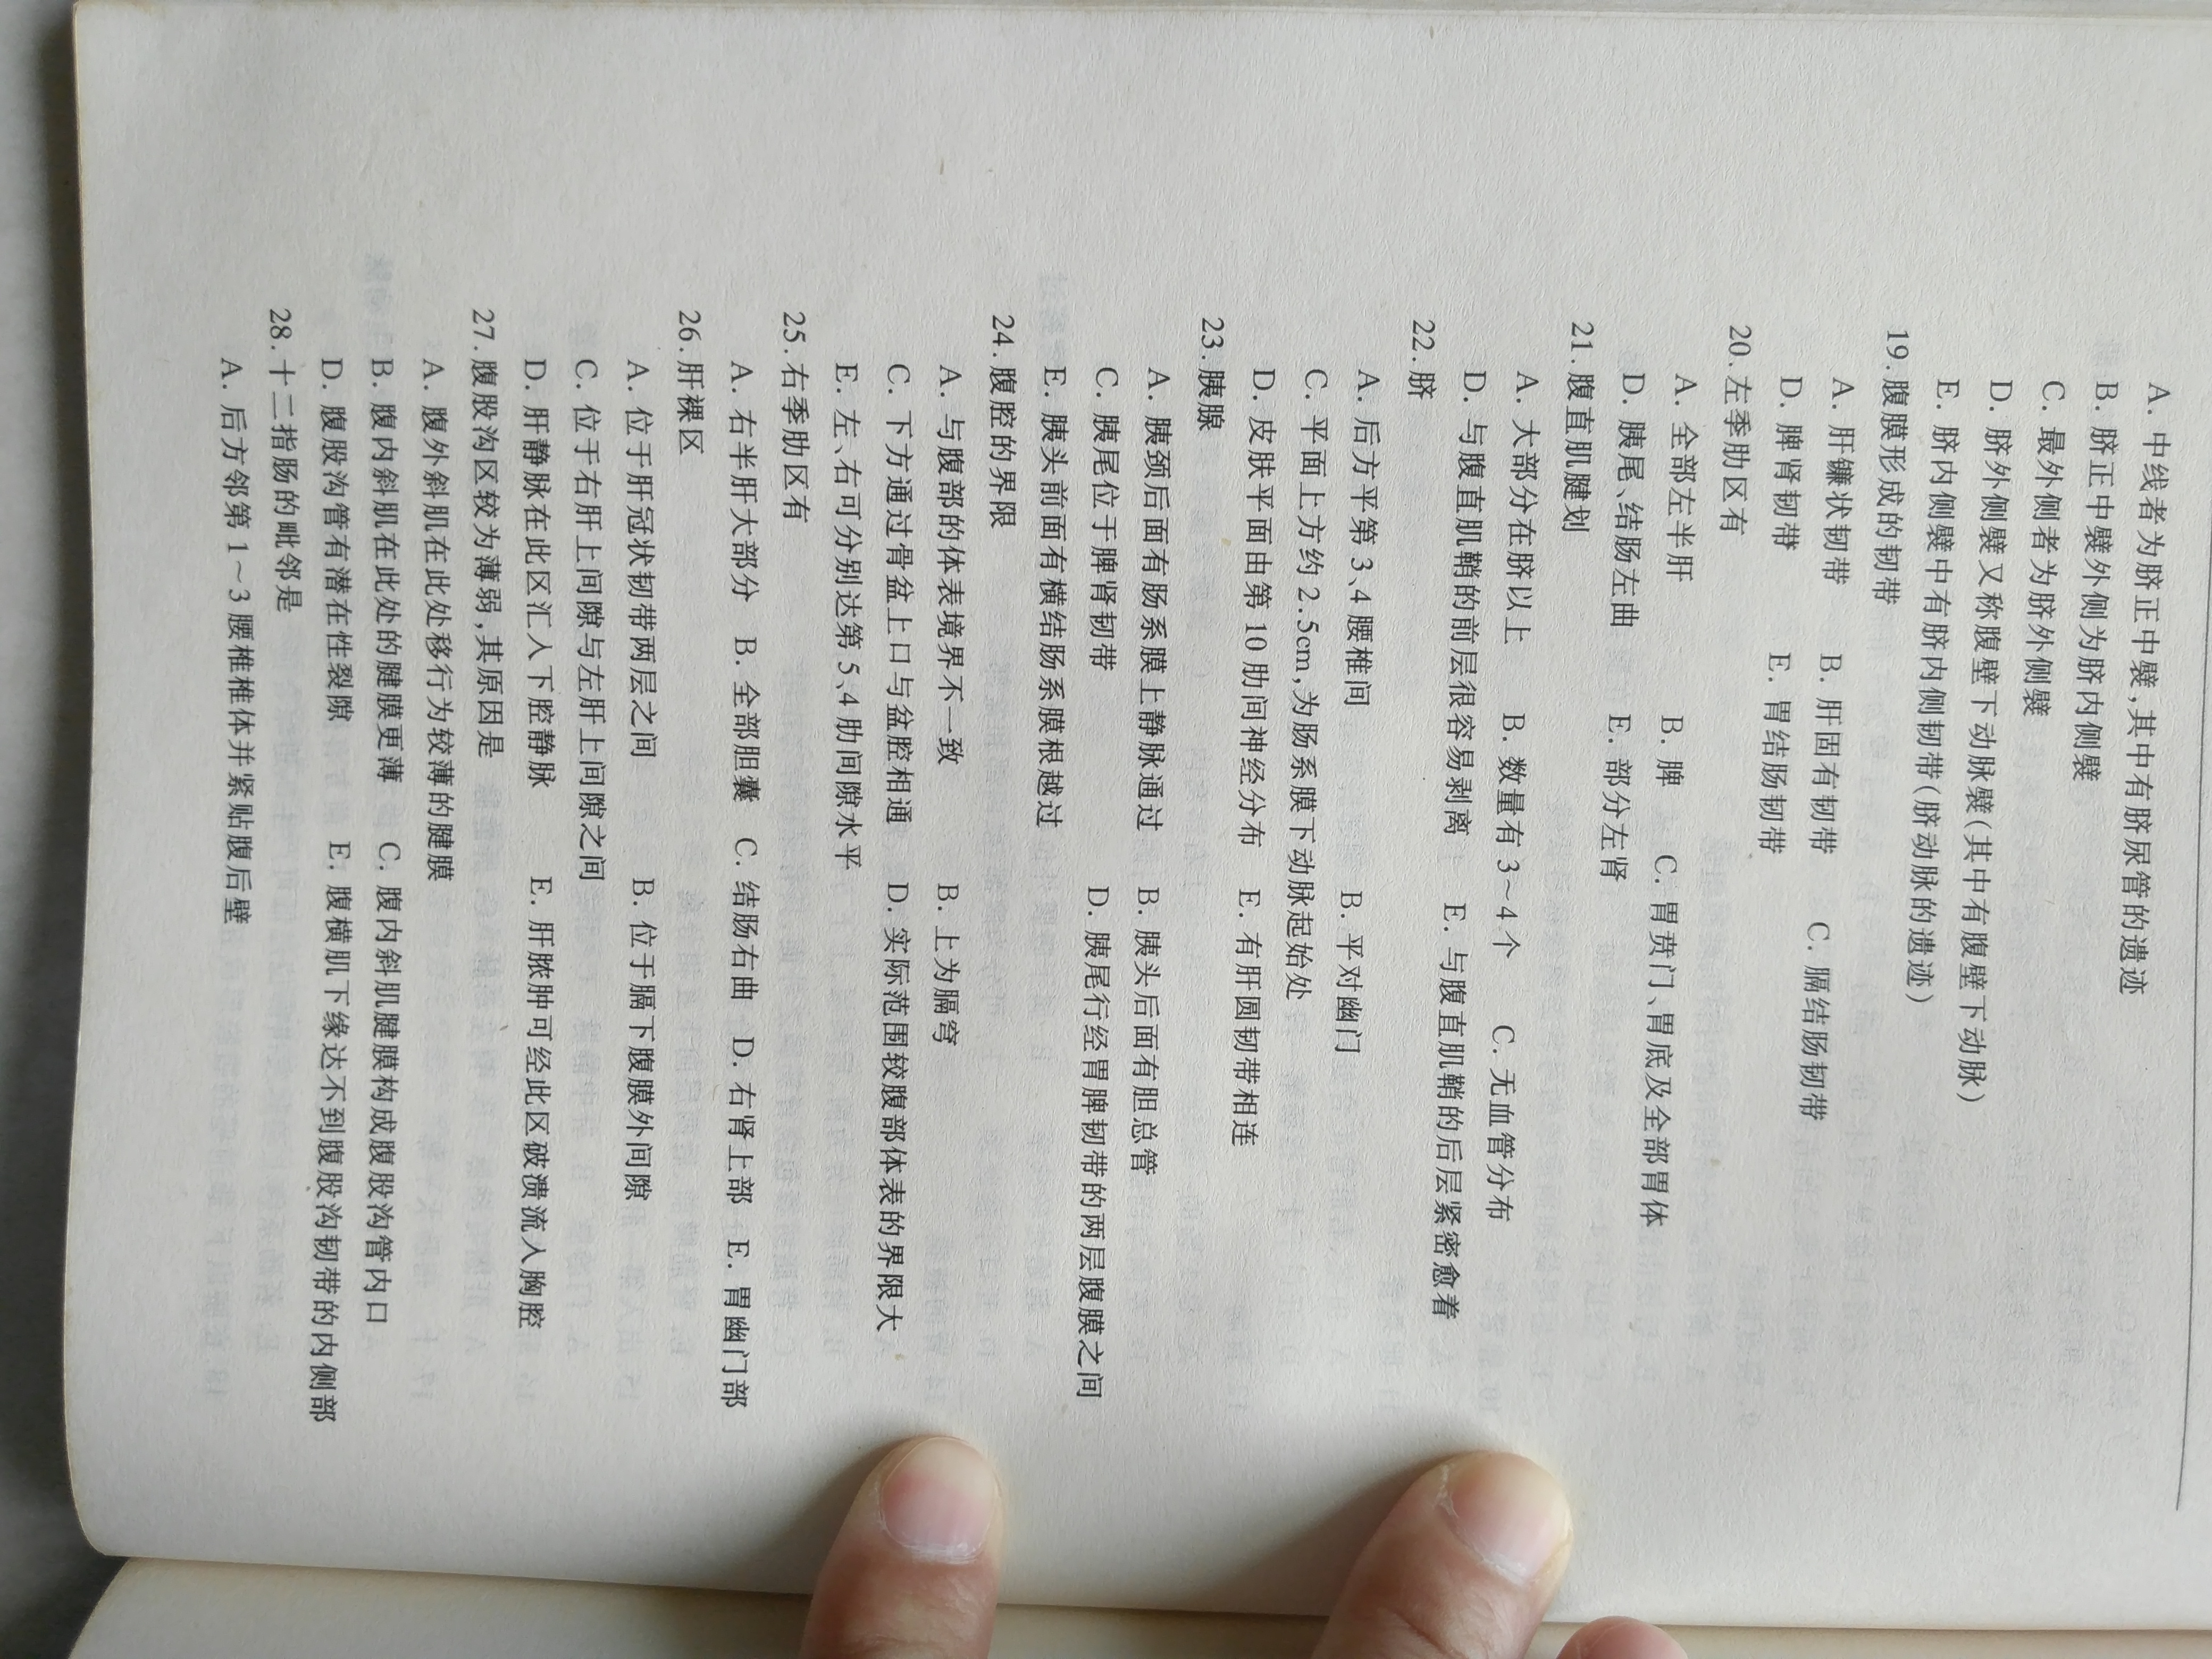 A. 中线者为脐正中襞,其中有脐尿管的遗迹
B. 脐正中襞外侧为脐内侧襞
C. 最外侧者为脐外侧襞
D. 脐外侧襞又称腹壁下动脉襞(其中有腹壁下动脉)
E. 脐内侧襞中有脐内侧韧带(脐动脉的遗迹)
19. 腹膜形成的韧带
A. 肝镰状韧带 B. 肝固有韧带 C. 膈结肠韧带
D. 脾肾韧带 E. 胃结肠韧带
20. 左季肋区有
A. 全部左半肝 B. 脾 C. 胃贲门、胃底及全部胃体
D. 胰尾、结肠左曲 E. 部分左肾
21. 腹直肌腱划
A. 大部分在脐以上 B. 数量有3~4个 C. 无血管分布
D. 与腹直肌鞘的前层很容易剥离 E. 与腹直肌鞘的后层紧密愈着
22. 脐
A. 后方平第3、4腰椎间 B. 平对幽门
C. 平面上方约2.5cm,为肠系膜下动脉起始处
D. 皮肤平面由第10肋间神经分布 E. 有肝圆韧带相连
23. 胰腺
A. 胰颈后面有肠系膜上静脉通过 B. 胰头后面有胆总管
C. 胰尾位于脾肾韧带 D. 胰尾行经胃脾韧带的两层腹膜之间
E. 胰头前面有横结肠系膜根越过
24. 腹腔的界限
A. 与腹部的体表境界不一致 B. 上为膈穹
C. 下方通过骨盆上口与盆腔相通 D. 实际范围较腹部体表的界限大
E. 左、右可分别达第5、4肋间隙水平
25. 右季肋区有
A. 右半肝大部分 B. 全部胆囊 C. 结肠右曲 D. 右肾上部 E. 胃幽门部
26. 肝裸区
A. 位于肝冠状韧带两层之间 B. 位于膈下腹膜外间隙
C. 位于右肝上间隙与左肝上间隙之间
D. 肝静脉在此区汇入下腔静脉 E. 肝脓肿可经此区破溃流入胸腔
27. 腹股沟区较为薄弱,其原因是
A. 腹外斜肌在此处移行为较薄的腱膜
B. 腹内斜肌在此处的腱膜更薄 C. 腹内斜肌腱膜构成腹股沟管内口
D. 腹股沟管有潜在性裂隙 E. 腹横肌下缘达不到腹股沟韧带的内侧部
28. 十二指肠的毗邻是
A. 后方邻第1~3腰椎椎体并紧贴腹后壁